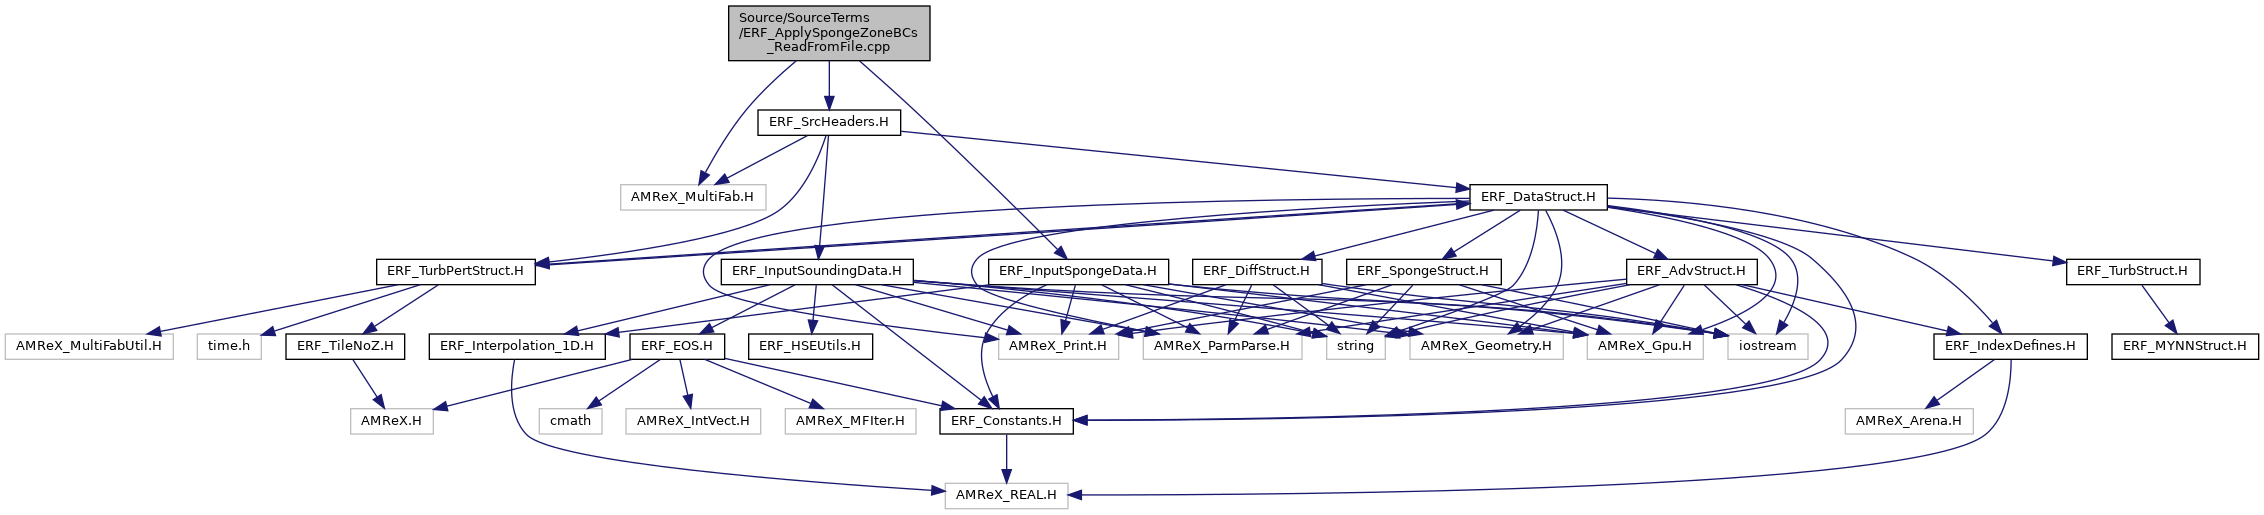 Source/SourceTerms
/ERF_ApplySpongeZoneBCs
_ReadFromFile.cpp
ERF_SrcHeaders.H
AMReX_MultiFab.H
ERF_DataStruct.H
ERF_TurbPertStruct.H
ERF_InputSoundingData.H
ERF_InputSpongeData.H
ERF_DiffStruct.H
ERF_SpongeStruct.H
ERF_AdvStruct.H
ERF_TurbStruct.H
AMReX_MultiFabUtil.H
time.h
ERF_TileNoZ.H
ERF_Interpolation_1D.H
ERF_EOS.H
ERF_HSEUtils.H
AMReX_Print.H
AMReX_ParmParse.H
string
AMReX_Geometry.H
AMReX_Gpu.H
iostream
ERF_IndexDefines.H
ERF_MYNNStruct.H
AMReX.H
cmath
AMReX_IntVect.H
AMReX_MFIter.H
ERF_Constants.H
AMReX_Arena.H
AMReX_REAL.H